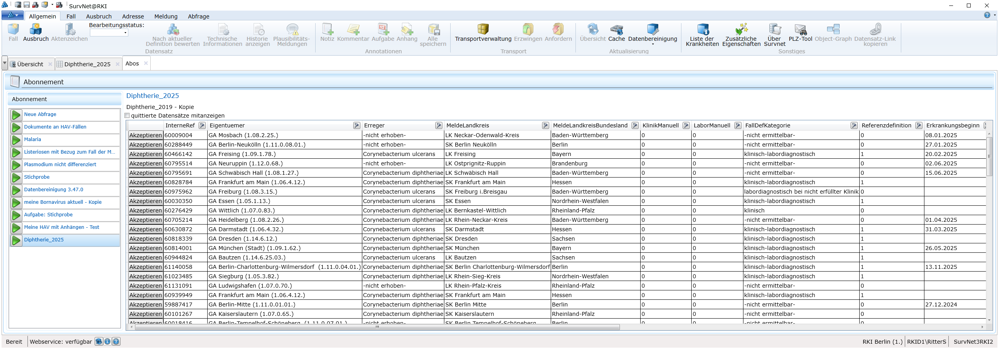 SurvNet@RKI
Allgemein Fall Ausbruch Adresse Meldung Abfrage
Fall Ausbruch Aktenzeichen Bearbeitungsstatus: Nach aktueller Definition bewerten Technische Informationen Historie anzeigen Plausibilitäts-Meldungen Notiz Kommentar Aufgabe Anhang Alle speichern Transportverwaltung Erzwingen Anfordern Übersicht Cache Datenbereinigung Liste der Krankheiten Zusätzliche Eigenschaften Über Survnet PLZ-Tool Object-Graph Datensatz-Link kopieren
Datensatz Annotationen Transport Aktualisierung Sonstiges
Übersicht Diphtherie_2025 Abos
Abonnement
Abonnement
Neue Abfrage
Dokumente an HAV-Fällen
Malaria
Listeriosen mit Bezug zum Fall der M...
Plasmodium nicht differenziert
Stichprobe
Datenbereinigung 3.47.0
meine Bornavirus aktuell - Kopie
Aufgabe: Stichprobe
Meine HAV mit Anhängen - Test
Diphtherie_2025
Diphtherie_2025
Diphtherie_2019 - Kopie
quittierte Datensätze mitanzeigen
InterneRef Eigentuemer Erreger MeldeLandkreis MeldeLandkreisBundesland KlinikManuell LaborManuell FallDefKategorie Referenzdefinition Erkrankungsbeginn
Akzeptieren 60009004 GA Mosbach (1.08.2.25.) -nicht erhoben- LK Neckar-Odenwald-Kreis Baden-Württemberg 0 0 -nicht ermittelbar- 0 08.01.2025
Akzeptieren 60288449 GA Berlin-Neukölln (1.11.0.08.01.) -nicht erhoben- SK Berlin Neukölln Berlin 0 0 -nicht ermittelbar- 0 27.01.2025
Akzeptieren 60466142 GA Freising (1.09.1.78.) Corynebacterium ulcerans LK Freising Bayern 0 0 klinisch-labordiagnostisch 1 20.02.2025
Akzeptieren 60795514 GA Neuruppin (1.12.0.68.) -nicht erhoben- LK Ostprignitz-Ruppin Brandenburg 0 0 -nicht ermittelbar- 0 02.06.2025
Akzeptieren 60795691 GA Schwäbisch Hall (1.08.1.27.) Corynebacterium diphtheriae LK Schwäbisch Hall Baden-Württemberg 0 0 -nicht ermittelbar- 0 15.06.2025
Akzeptieren 60828784 GA Frankfurt am Main (1.06.4.12.) Corynebacterium diphtheriae SK Frankfurt am Main Hessen 0 0 klinisch-labordiagnostisch 1
Akzeptieren 60975962 GA Freiburg (1.08.3.15.) Corynebacterium ulcerans SK Freiburg i.Breisgau Baden-Württemberg 0 0 labordiagnostisch bei nicht erfüllter Klinik 0
Akzeptieren 60030350 GA Essen (1.05.1.13.) Corynebacterium ulcerans SK Essen Nordrhein-Westfalen 0 0 klinisch-labordiagnostisch 1
Akzeptieren 60276429 GA Wittlich (1.07.0.83.) Corynebacterium diphtheriae LK Bernkastel-Wittlich Rheinland-Pfalz 0 0 klinisch 0
Akzeptieren 60705214 GA Heidelberg (1.08.2.26.) Corynebacterium diphtheriae LK Rhein-Neckar-Kreis Baden-Württemberg 0 0 -nicht ermittelbar- 0 01.04.2025
Akzeptieren 60630872 GA Darmstadt (1.06.4.32.) Corynebacterium ulcerans SK Darmstadt Hessen 0 0 klinisch-labordiagnostisch 1 31.03.2025
Akzeptieren 60818339 GA Dresden (1.14.6.12.) Corynebacterium diphtheriae SK Dresden Sachsen 0 0 klinisch-labordiagnostisch 1
Akzeptieren 60814001 GA München (Stadt) (1.09.1.62.) Corynebacterium diphtheriae SK München Bayern 0 0 klinisch-labordiagnostisch 1 26.05.2025
Akzeptieren 60944824 GA Bautzen (1.14.6.25.03.) Corynebacterium ulcerans LK Bautzen Sachsen 0 0 klinisch-labordiagnostisch 1
Akzeptieren 61140058 GA Berlin-Charlottenburg-Wilmersdorf (1.11.0.04.01.) Corynebacterium diphtheriae SK Berlin Charlottenburg-Wilmersdorf Berlin 0 0 klinisch-labordiagnostisch 1 13.11.2025
Akzeptieren 61023485 GA Siegburg (1.05.3.82.) Corynebacterium diphtheriae LK Rhein-Sieg-Kreis Nordrhein-Westfalen 0 0 klinisch-labordiagnostisch 1
Akzeptieren 61131091 GA Ludwigshafen (1.07.0.70.) -nicht erhoben- LK Rhein-Pfalz-Kreis Rheinland-Pfalz 0 0 -nicht ermittelbar- 0
Akzeptieren 60939949 GA Frankfurt am Main (1.06.4.12.) Corynebacterium diphtheriae SK Frankfurt am Main Hessen 0 0 klinisch-labordiagnostisch 1
Akzeptieren 59887417 GA Berlin-Mitte (1.11.0.01.01.) Corynebacterium diphtheriae SK Berlin Mitte Berlin 0 0 -nicht ermittelbar- 0 27.12.2024
Akzeptieren 60101267 GA Kaiserslautern (1.07.0.65.) Corynebacterium diphtheriae SK Kaiserslautern Rheinland-Pfalz 0 0 -nicht ermittelbar- 0
Akzeptieren 60018416 GA Berlin-Tempelhof-Schöneberg (1.11.0.07.01.) -nicht erhoben- SK Berlin Tempelhof-Schöneberg Berlin 0 0 -nicht ermittelbar- 0
Bereit Webservice: verfügbar RKI Berlin (1.) RKID1\RitterS SurvNet3RKI2